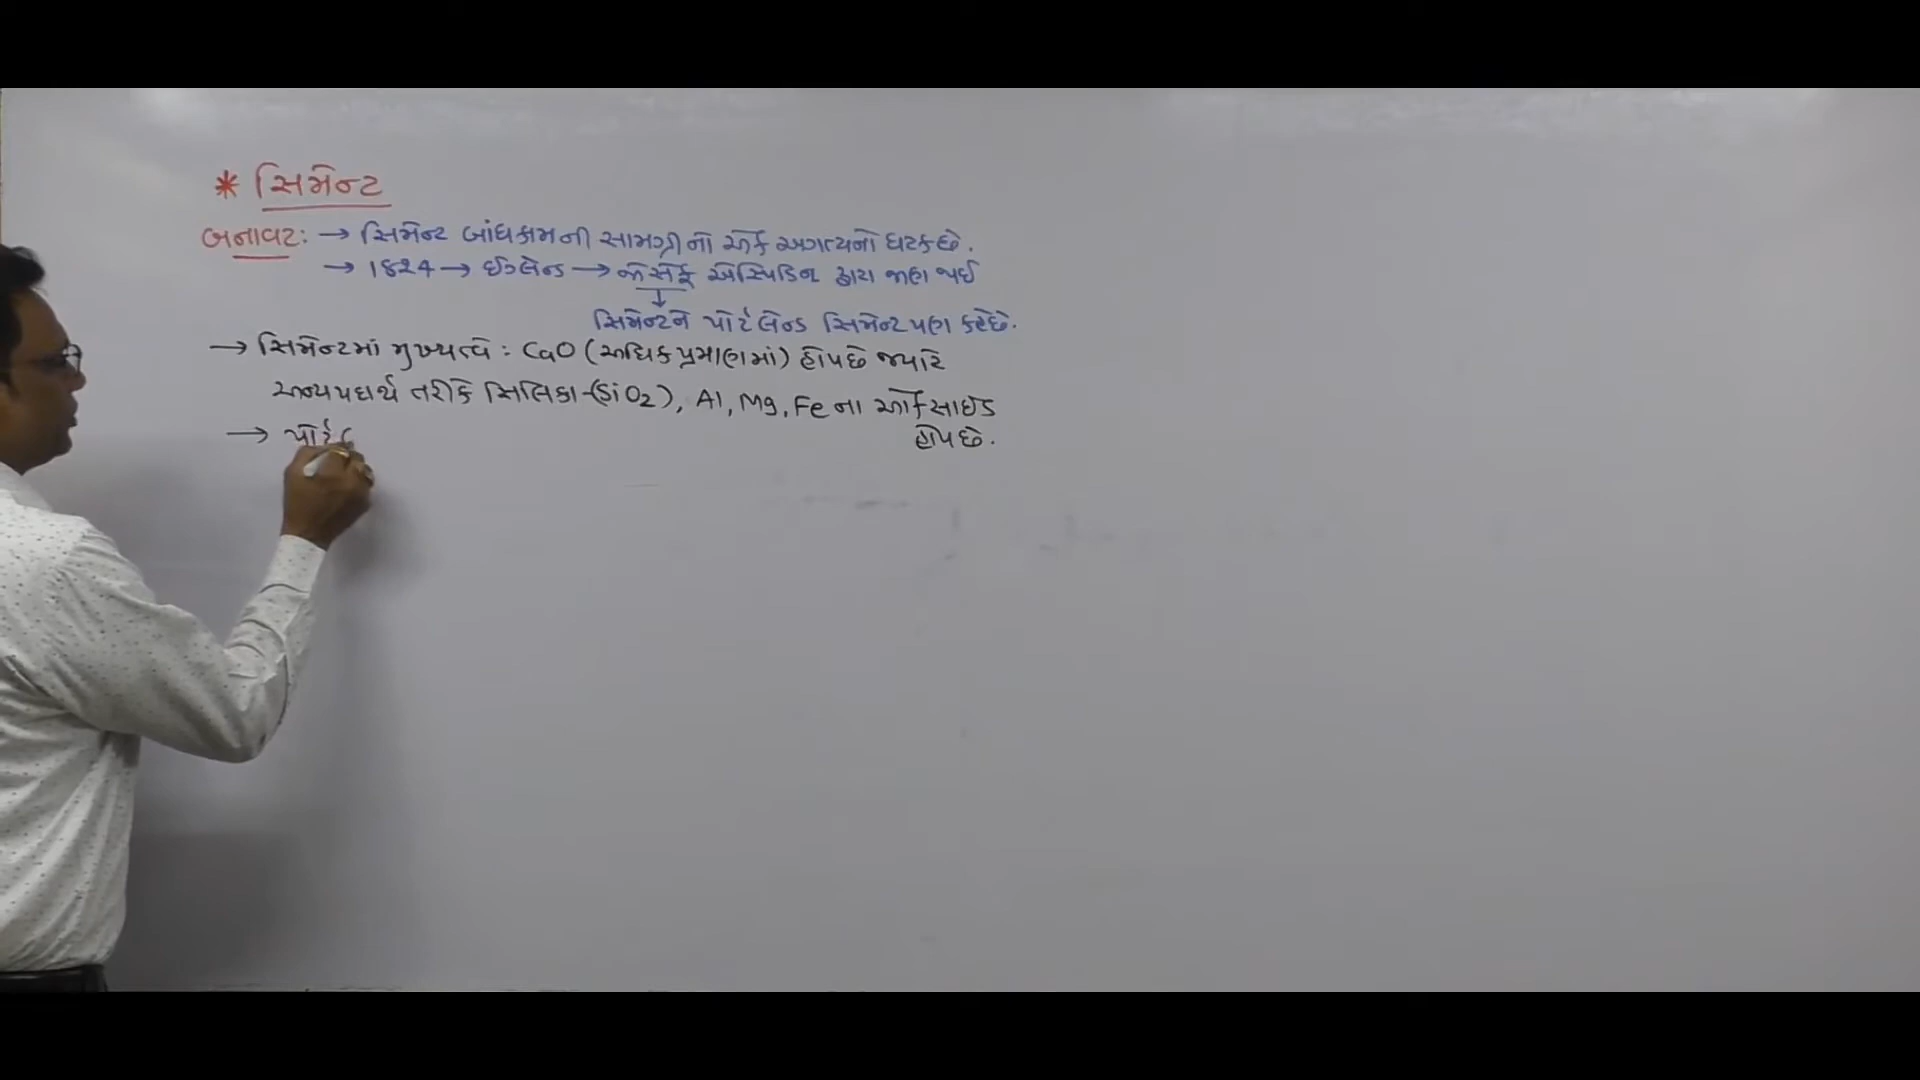 * સિમેન્ટ
બનાવટ: → સિમેન્ટ બાંધકામની સામગ્રીનો એક અગત્યનો ઘટક છે.
→ 1824 → ઈંગ્લેન્ડ → જોસેફ એસ્પિડિન દ્વારા જાણ થઈ
↓
સિમેન્ટને પોર્ટલેન્ડ સિમેન્ટ પણ કહે છે.
→ સિમેન્ટમાં મુખ્યત્વે : CaO (અધિક પ્રમાણમાં) હોય છે જ્યારે
અન્ય પદાર્થ તરીકે સિલિકા-(SiO2), Al, Mg, Fe ના ઓક્સાઇડ
હોય છે.
→ પોર્ટ